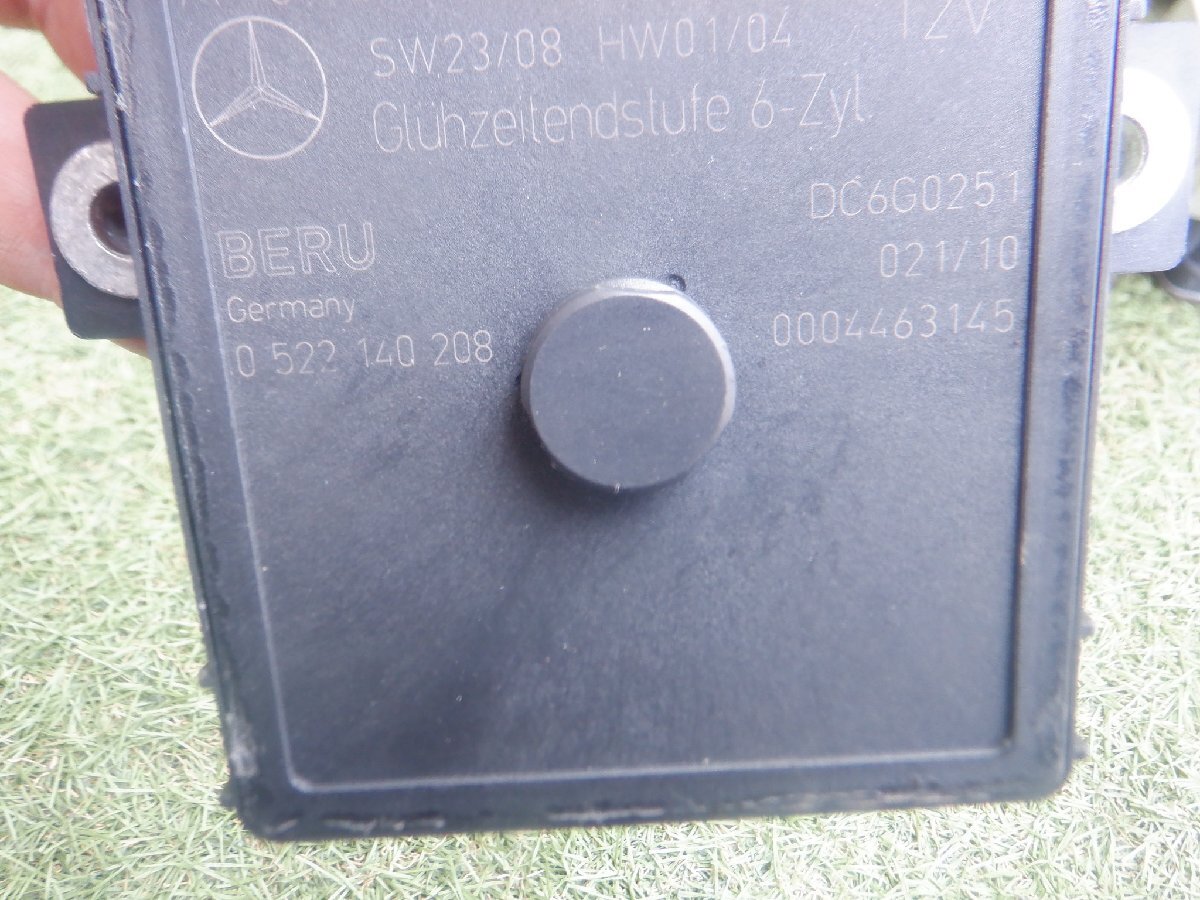 12V
SW23/08 HW01/04
Glühzeitendstufe 6-Zyl.
DC6G0251
BERU
021/10
Germany
0004463145
0 522 140 208